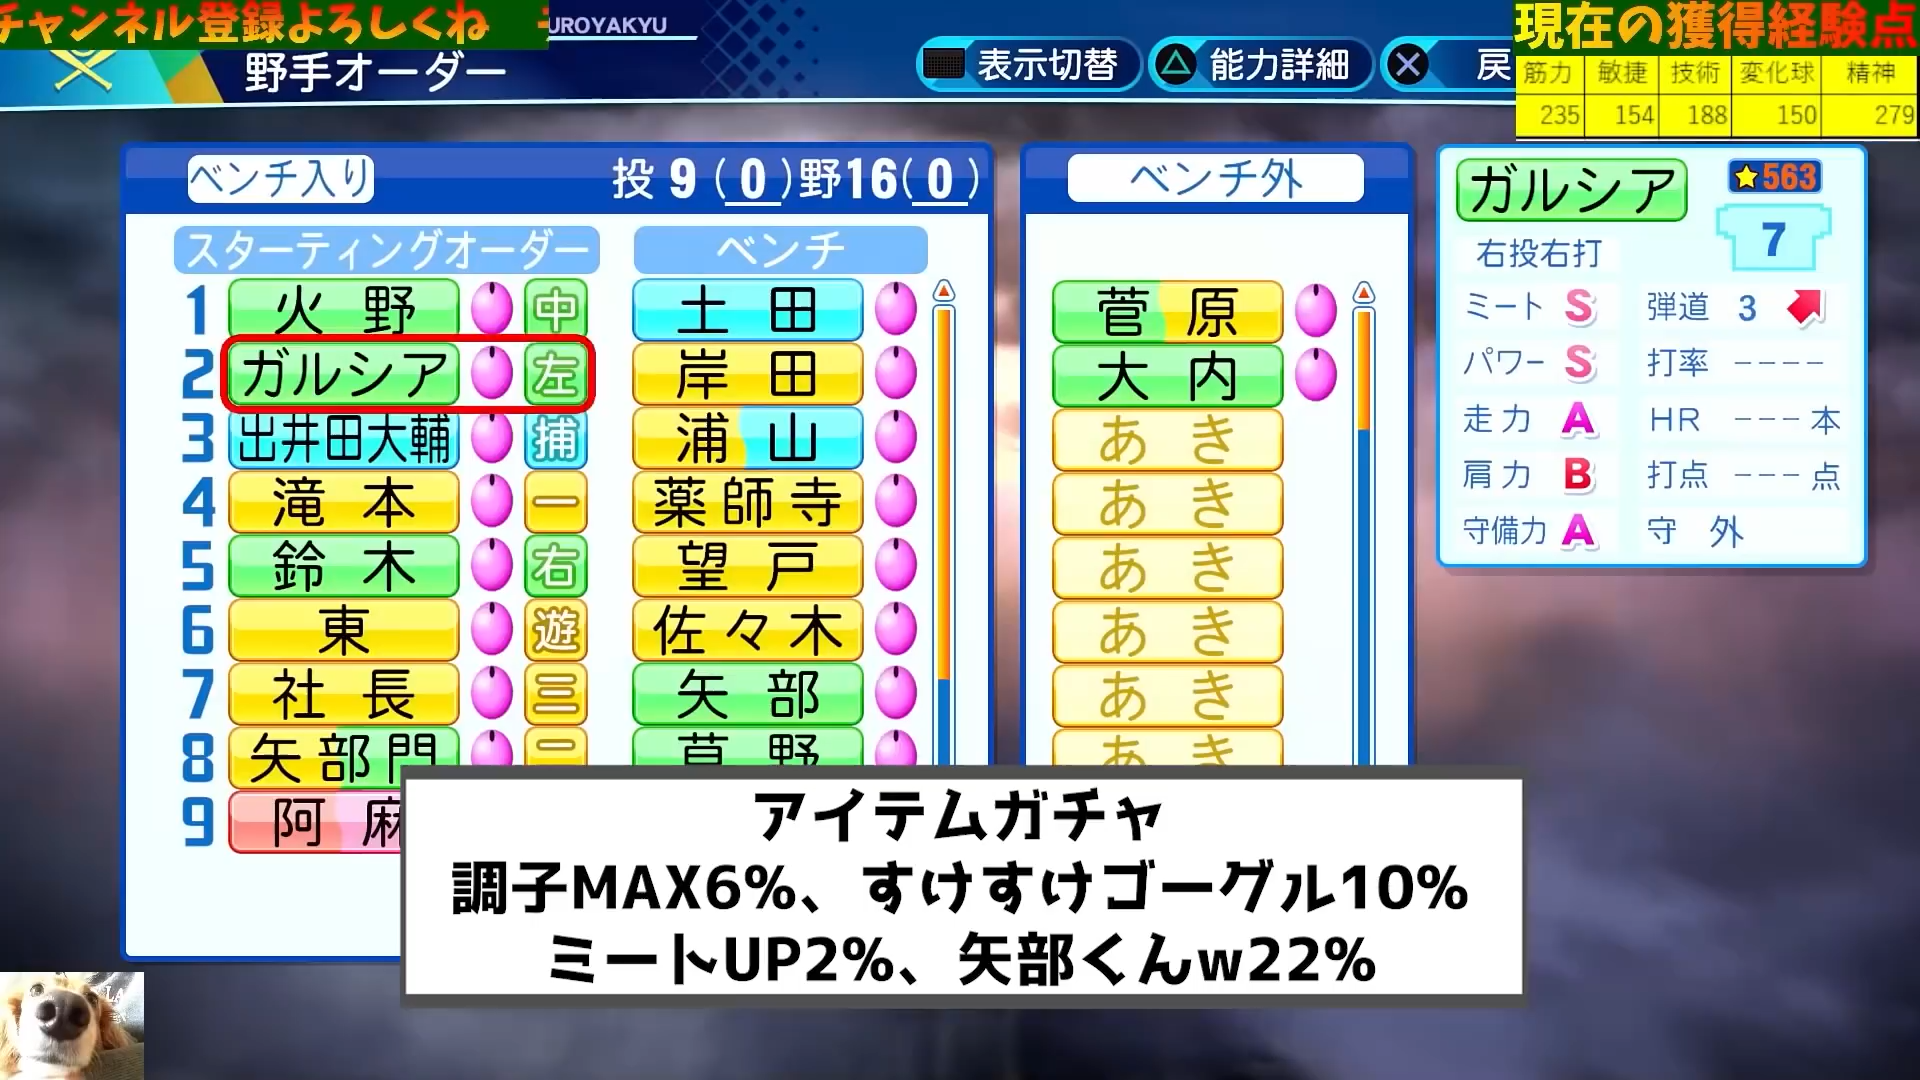 チャンネル登録よろしくね
UROYAKYU
野手オーダー
表示切替
能力詳細
戻
現在の獲得経験点
筋力 敏捷 技術 変化球 精神
235 154 188 150 279
ベンチ入り 投 9 ( 0 ) 野16( 0 )
スターティングオーダー ベンチ
1 火野 中 土田
2 ガルシア 左 岸田
3 出井田大輔 捕 浦山
4 滝本 一 薬師寺
5 鈴木 右 望戸
6 東 遊 佐々木
7 社長 三 矢部
8 矢部門 二 草野
9 阿麻
ベンチ外
菅原
大内
あき
あき
あき
あき
あき
あき
ガルシア 563
7
右投右打
ミート S 弾道 3
パワー S 打率 ----
走力 A HR ---本
肩力 B 打点 ---点
守備力 A 守 外
アイテムガチャ
調子MAX6%、すけすけゴーグル10%
ミートUP2%、矢部くんw22%